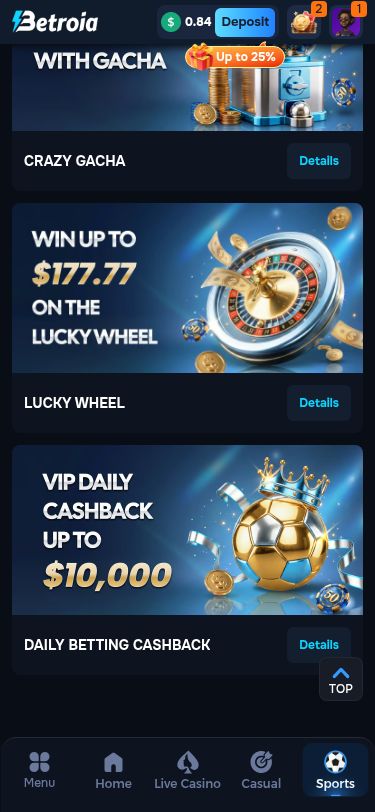 Betroia
$ 0.84 Deposit
2
1
WITH GACHA
Up to 25%
CRAZY GACHA
Details
WIN UP TO
$177.77
ON THE
LUCKY WHEEL
LUCKY WHEEL
Details
VIP DAILY
CASHBACK
UP TO
$10,000
50
DAILY BETTING CASHBACK
Details
TOP
Menu
Home
Live Casino
Casual
Sports